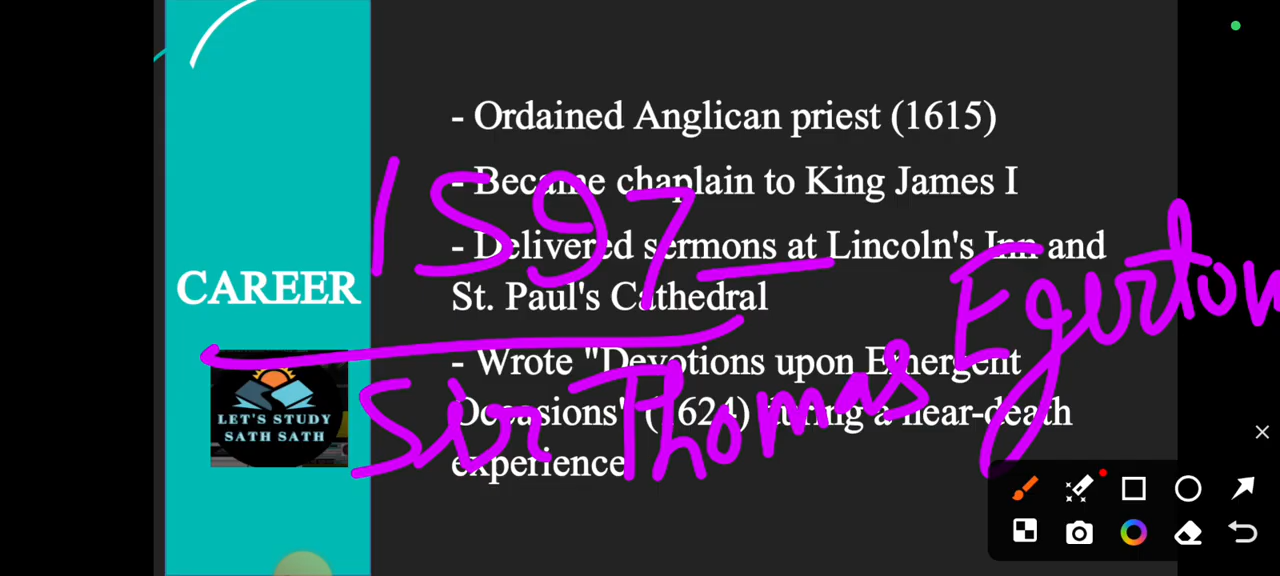 - Ordained Anglican priest (1615)
- Became chaplain to King James I
- Delivered sermons at Lincoln's Inn and
St. Paul's Cathedral
- Wrote "Devotions upon Emergent
Occasions" (1624) during a near-death
experience
CAREER
LET'S STUDY
SATH SATH
1597 —
Sir Thomas Egerton